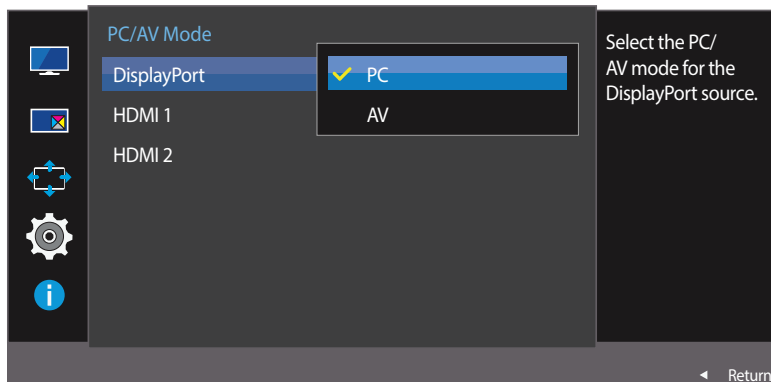 PC/AV Mode
DisplayPort
PC
HDMI 1
AV
HDMI 2
Select the PC/
AV mode for the
DisplayPort source.
i
Return